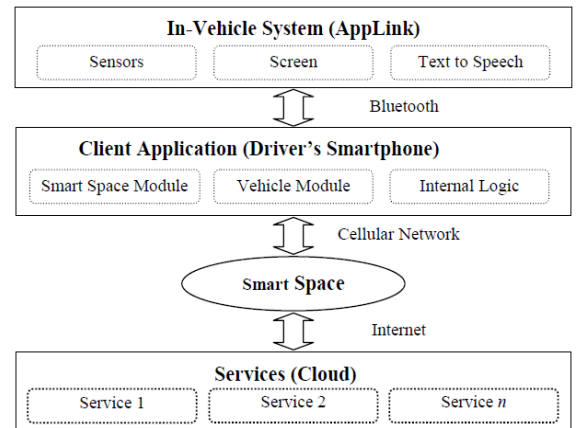 In-Vehicle System (AppLink)
Sensors Screen Text to Speech
Bluetooth
Client Application (Driver's Smartphone)
Smart Space Module Vehicle Module Internal Logic
Cellular Network
Smart Space
Internet
Services (Cloud)
Service 1 Service 2 Service n